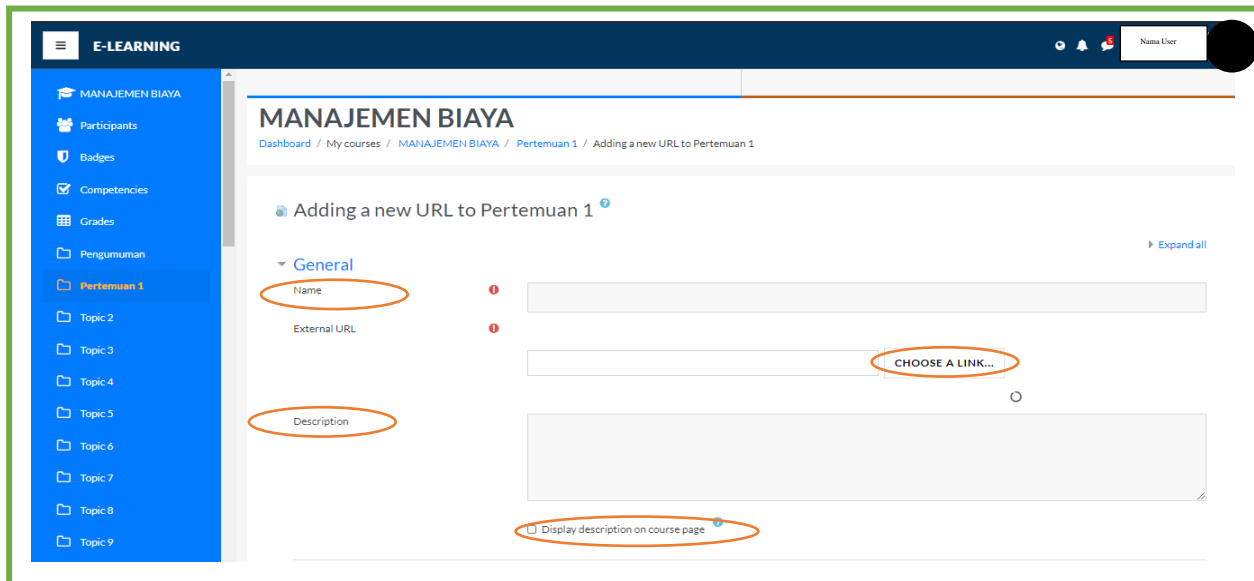 E-LEARNING
5
Nama User
MANAJEMEN BIAYA
Participants
Badges
Competencies
Grades
Pengumuman
Pertemuan 1
Topic 2
Topic 3
Topic 4
Topic 5
Topic 6
Topic 7
Topic 8
Topic 9
MANAJEMEN BIAYA
Dashboard / My courses / MANAJEMEN BIAYA / Pertemuan 1 / Adding a new URL to Pertemuan 1
Adding a new URL to Pertemuan 1 ?
Expand all
General
Name !
External URL !
CHOOSE A LINK...
Description
Display description on course page ?